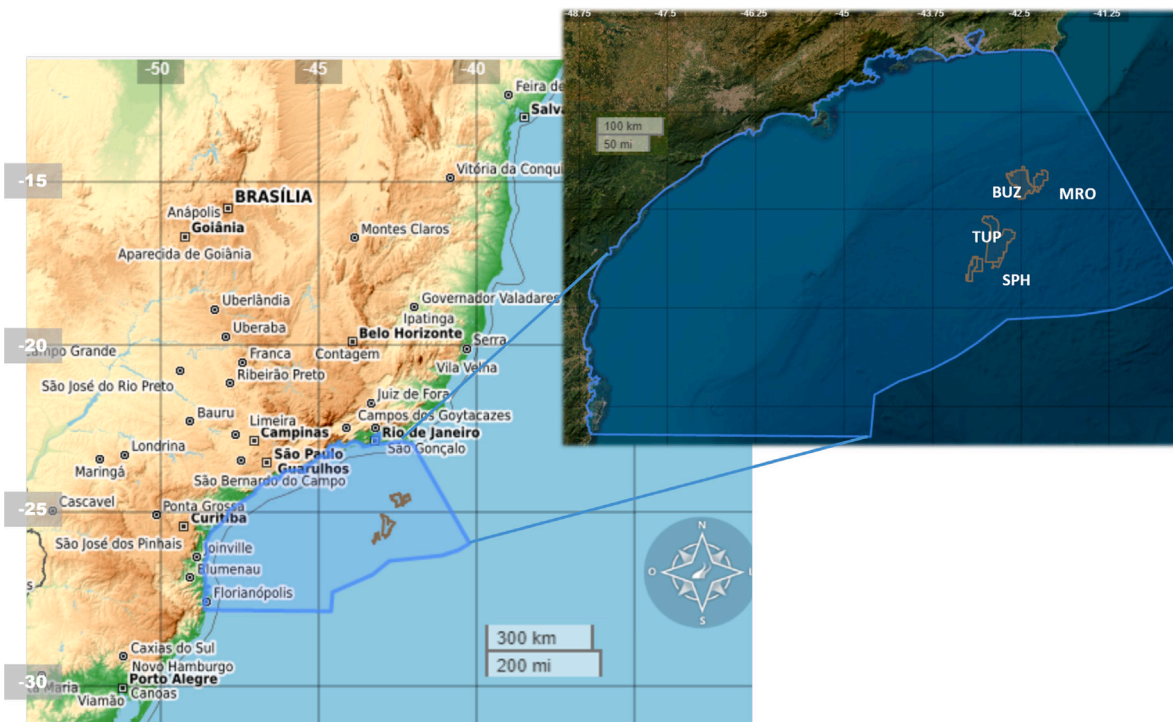 -48.75 -47.5 -46.25 -45 -43.75 -42.5 -41.25
100 km
50 mi
BUZ
MRO
TUP
SPH
-50 -45 -40
Feira de
Salva
Vitória da Conqui
-15
BRASÍLIA
Anápolis
Goiânia
Aparecida de Goiânia
Montes Claros
Uberlândia
Governador Valadares
Ipatinga
Uberaba
Belo Horizonte
Serra
-20
Campo Grande
Franca
Contagem
Vila Velha
São José do Rio Preto
Ribeirão Preto
Juiz de Fora
Bauru
Limeira
Campos dos Goytacazes
Campinas
Rio de Janeiro
Londrina
São Paulo
São Gonçalo
Maringá
Guarulhos
São Bernardo do Campo
Cascavel
Ponta Grossa
-25
Curitiba
São José dos Pinhais
Joinville
Blumenau
Florianópolis
N
O
L
S
300 km
200 mi
Caxias do Sul
Novo Hamburgo
Porto Alegre
-30
ta Maria
Canoas
Viamão